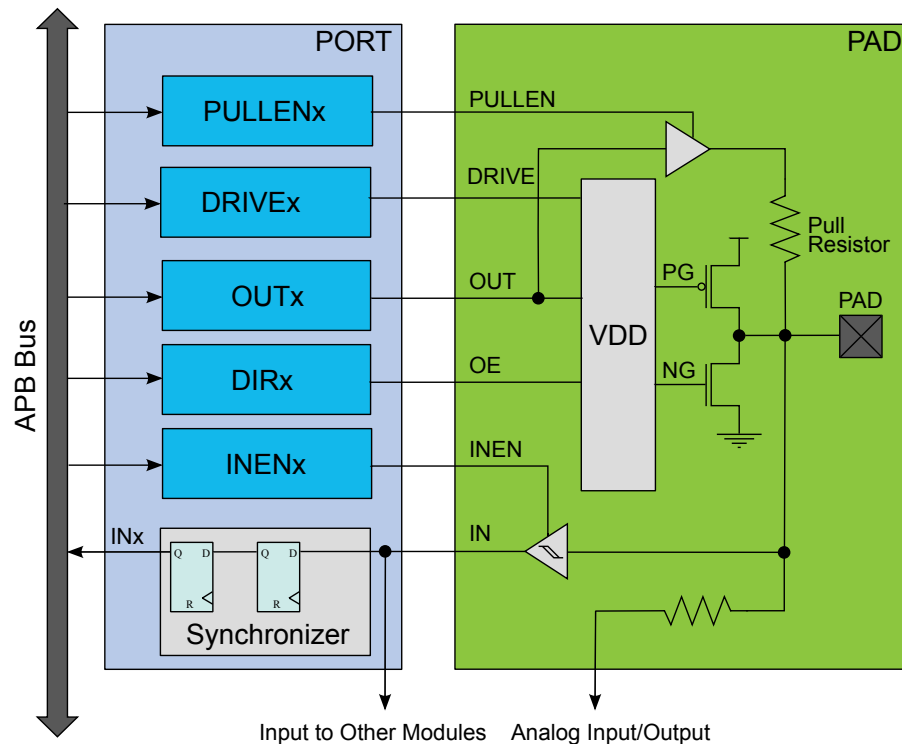 PORT
PAD
APB Bus
PULLENx
PULLEN
DRIVEx
DRIVE
Pull
Resistor
OUTx
OUT
PG
PAD
VDD
DIRx
OE
NG
INENx
INEN
INx
IN
Q D
R
Q D
R
Synchronizer
Input to Other Modules
Analog Input/Output